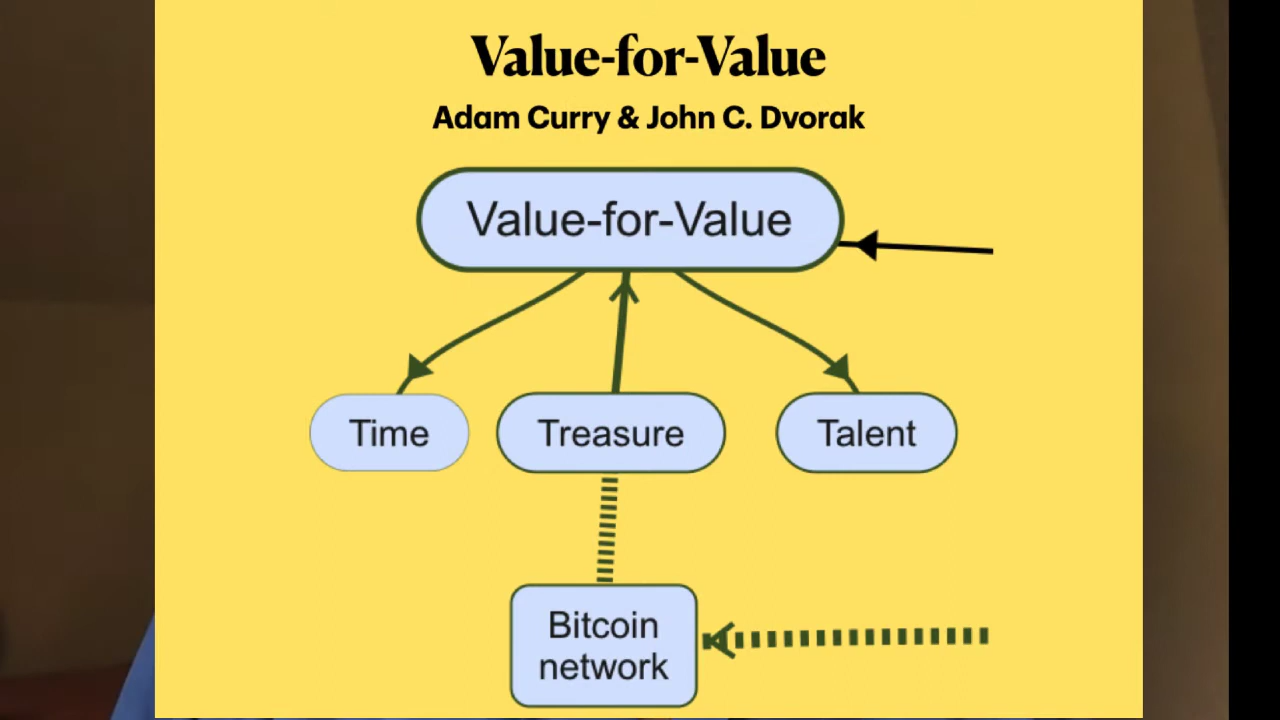 Value-for-Value
Adam Curry & John C. Dvorak
Value-for-Value
Time
Treasure
Talent
Bitcoin
network